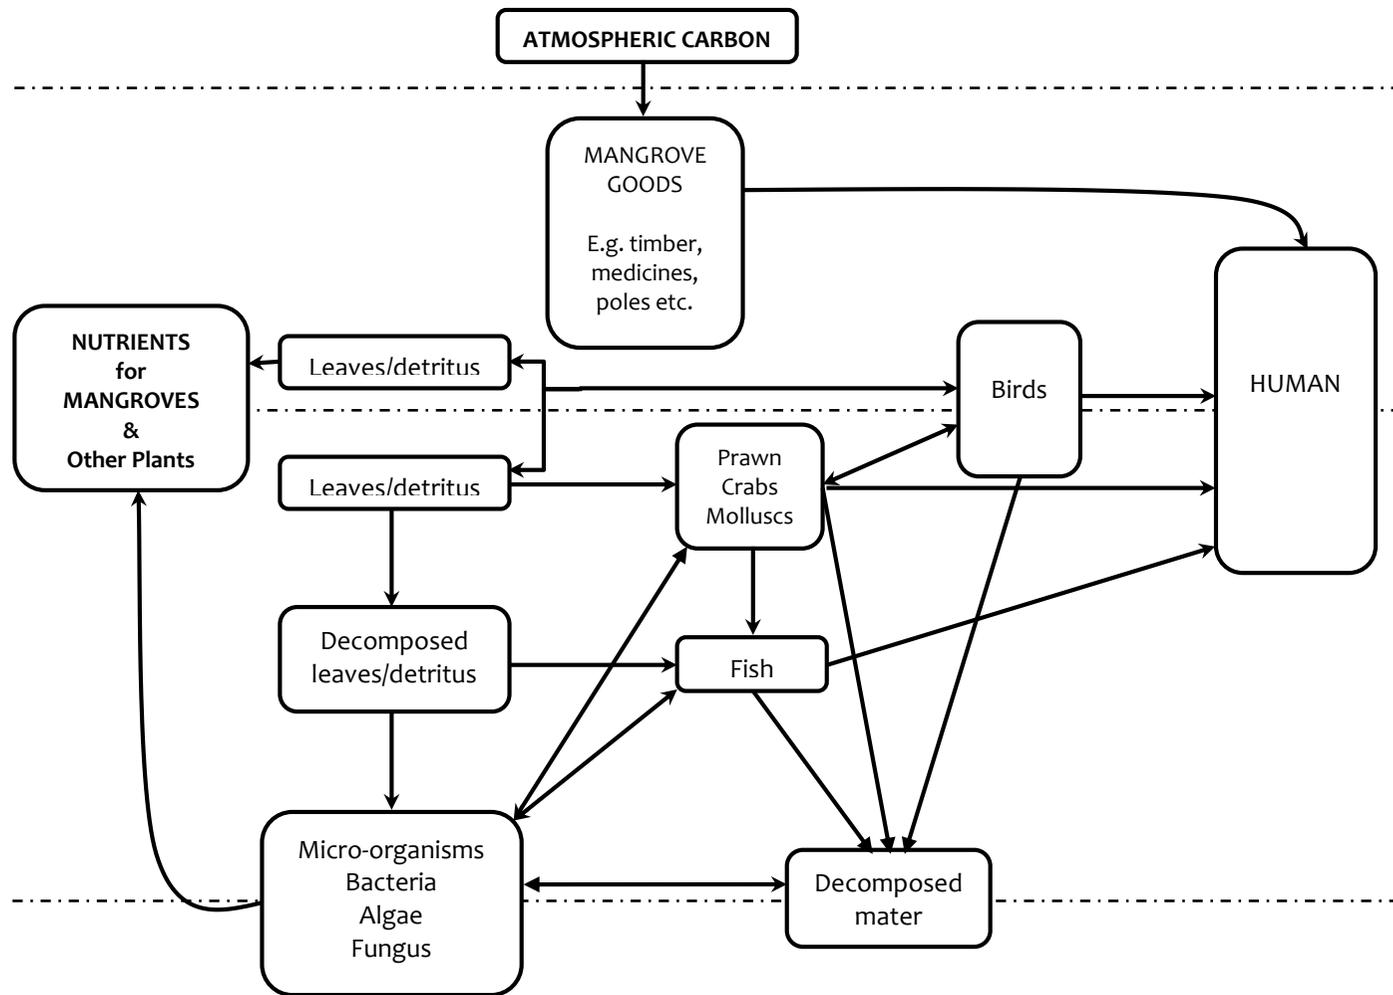 ATMOSPHERIC CARBON
MANGROVE
GOODS
E.g. timber,
medicines,
poles etc.
NUTRIENTS
for
MANGROVES
&
Other Plants
Leaves/detritus
Birds
HUMAN
Leaves/detritus
Prawn
Crabs
Molluscs
Decomposed
leaves/detritus
Fish
Micro-organisms
Bacteria
Algae
Fungus
Decomposed
mater